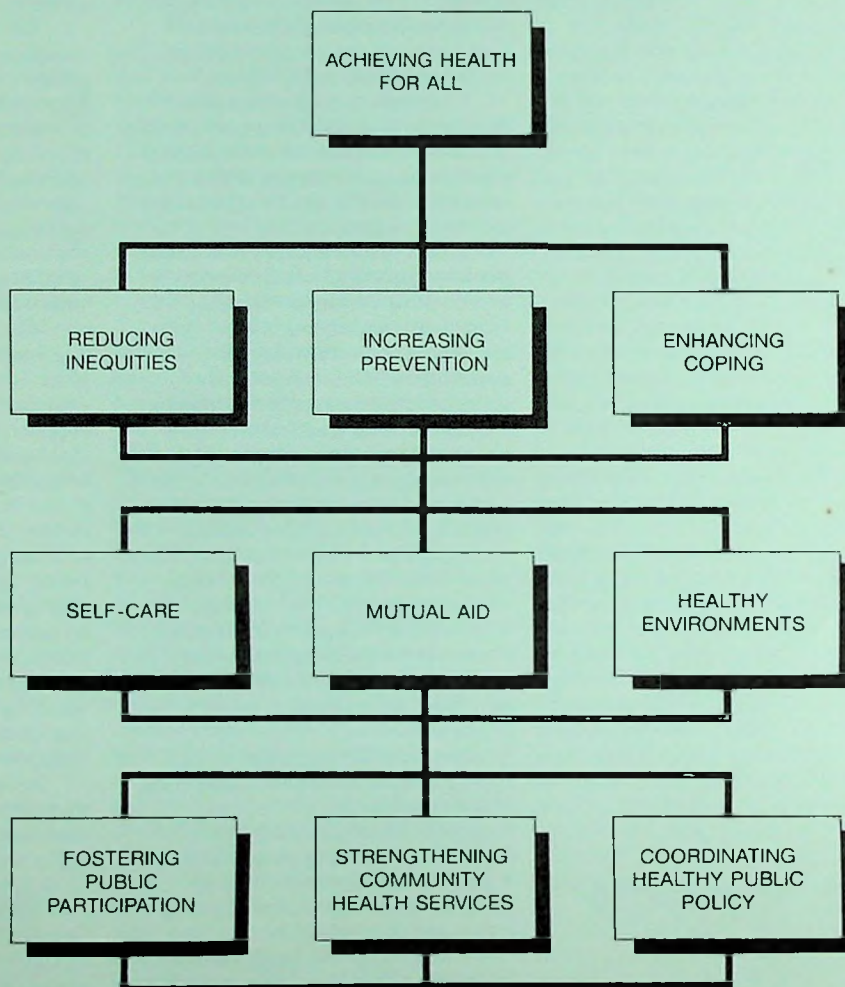 ACHIEVING HEALTH
FOR ALL
REDUCING
INEQUITIES
INCREASING
PREVENTION
ENHANCING
COPING
SELF-CARE
MUTUAL AID
HEALTHY
ENVIRONMENTS
FOSTERING
PUBLIC
PARTICIPATION
STRENGTHENING
COMMUNITY
HEALTH SERVICES
COORDINATING
HEALTHY PUBLIC
POLICY